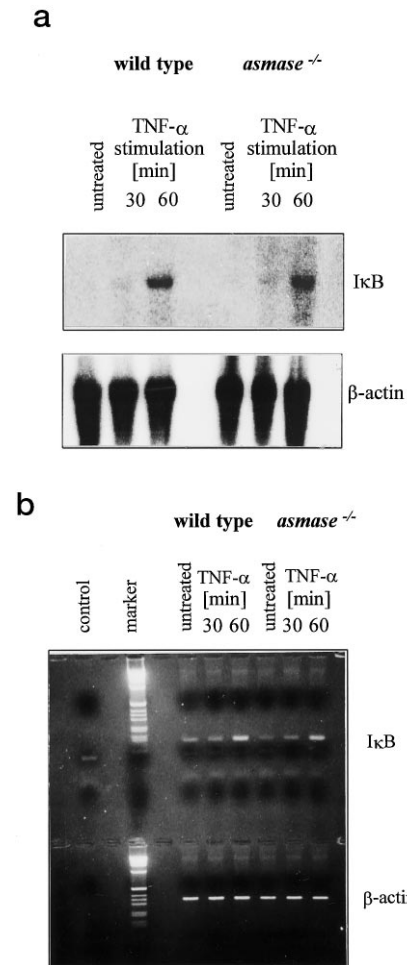 a
wild type asmase -/-
untreated TNF-α stimulation [min] 30 60 untreated TNF-α stimulation [min] 30 60
IκB
β-actin
b
wild type asmase -/-
control marker untreated TNF-α [min] 30 60 untreated TNF-α [min] 30 60
IκB
β-actin